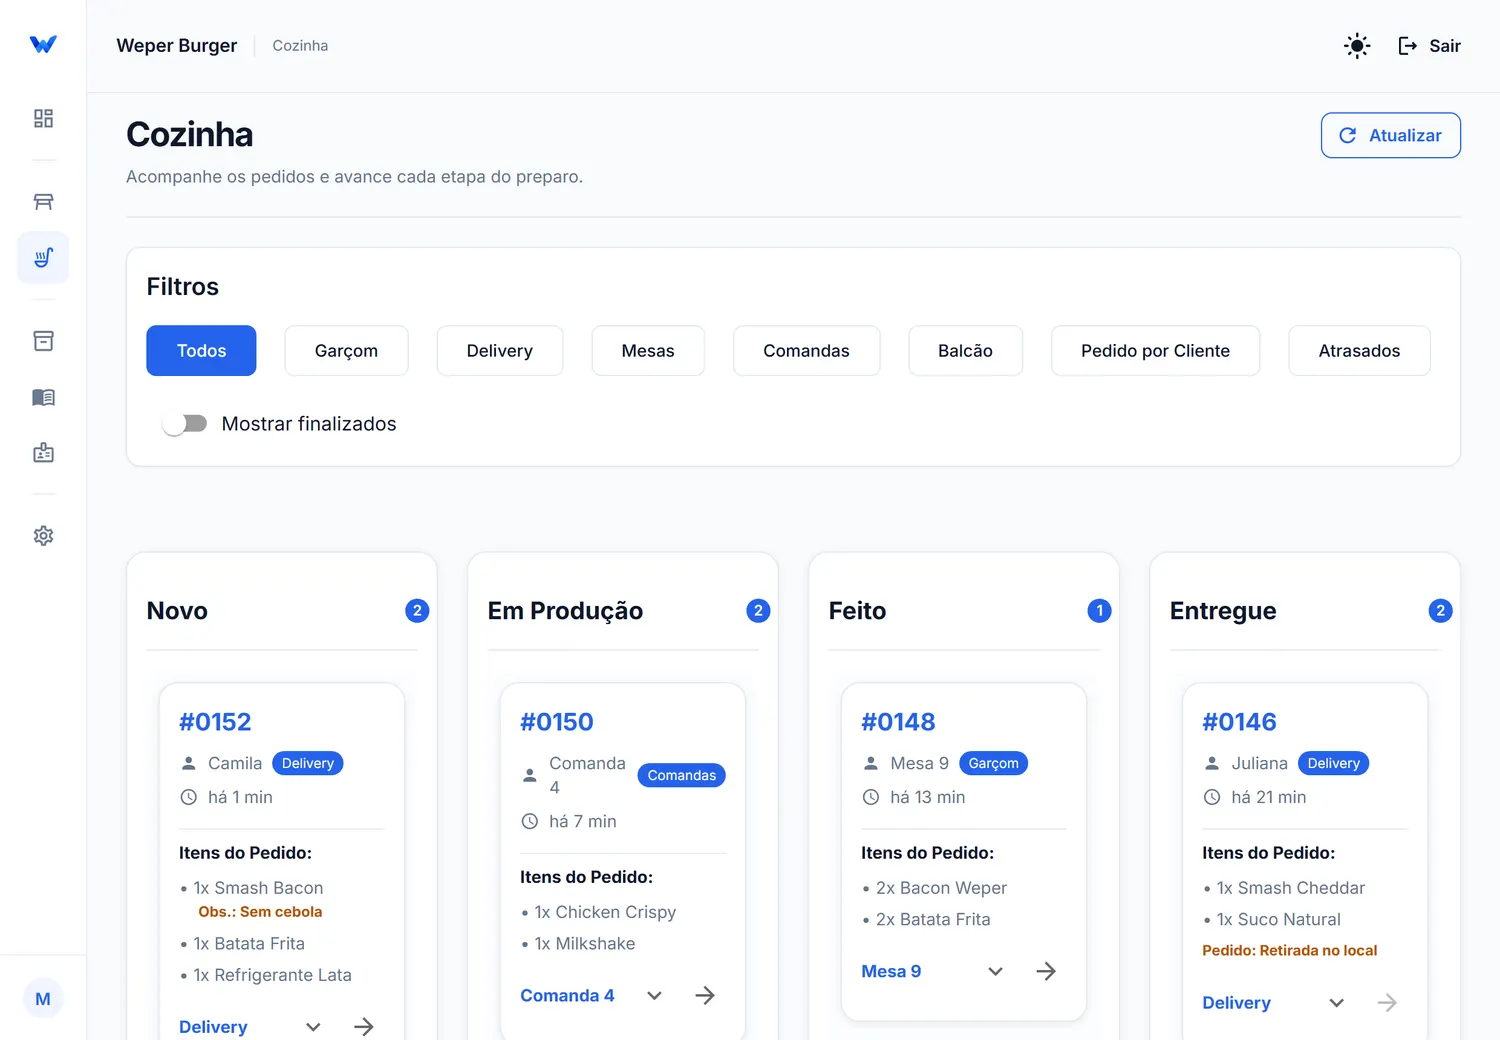 Weper Burger
Cozinha
Sair
Cozinha
Atualizar
Acompanhe os pedidos e avance cada etapa do preparo.
Filtros
Todos
Garçom
Delivery
Mesas
Comandas
Balcão
Pedido por Cliente
Atrasados
Mostrar finalizados
Novo
2
#0152
Camila
Delivery
há 1 min
Itens do Pedido:
• 1x Smash Bacon
Obs.: Sem cebola
• 1x Batata Frita
• 1x Refrigerante Lata
Delivery
Em Produção
2
#0150
Comanda
4
Comandas
há 7 min
Itens do Pedido:
• 1x Chicken Crispy
• 1x Milkshake
Comanda 4
Feito
1
#0148
Mesa 9
Garçom
há 13 min
Itens do Pedido:
• 2x Bacon Weper
• 2x Batata Frita
Mesa 9
Entregue
2
#0146
Juliana
Delivery
há 21 min
Itens do Pedido:
• 1x Smash Cheddar
• 1x Suco Natural
Pedido: Retirada no local
Delivery
M